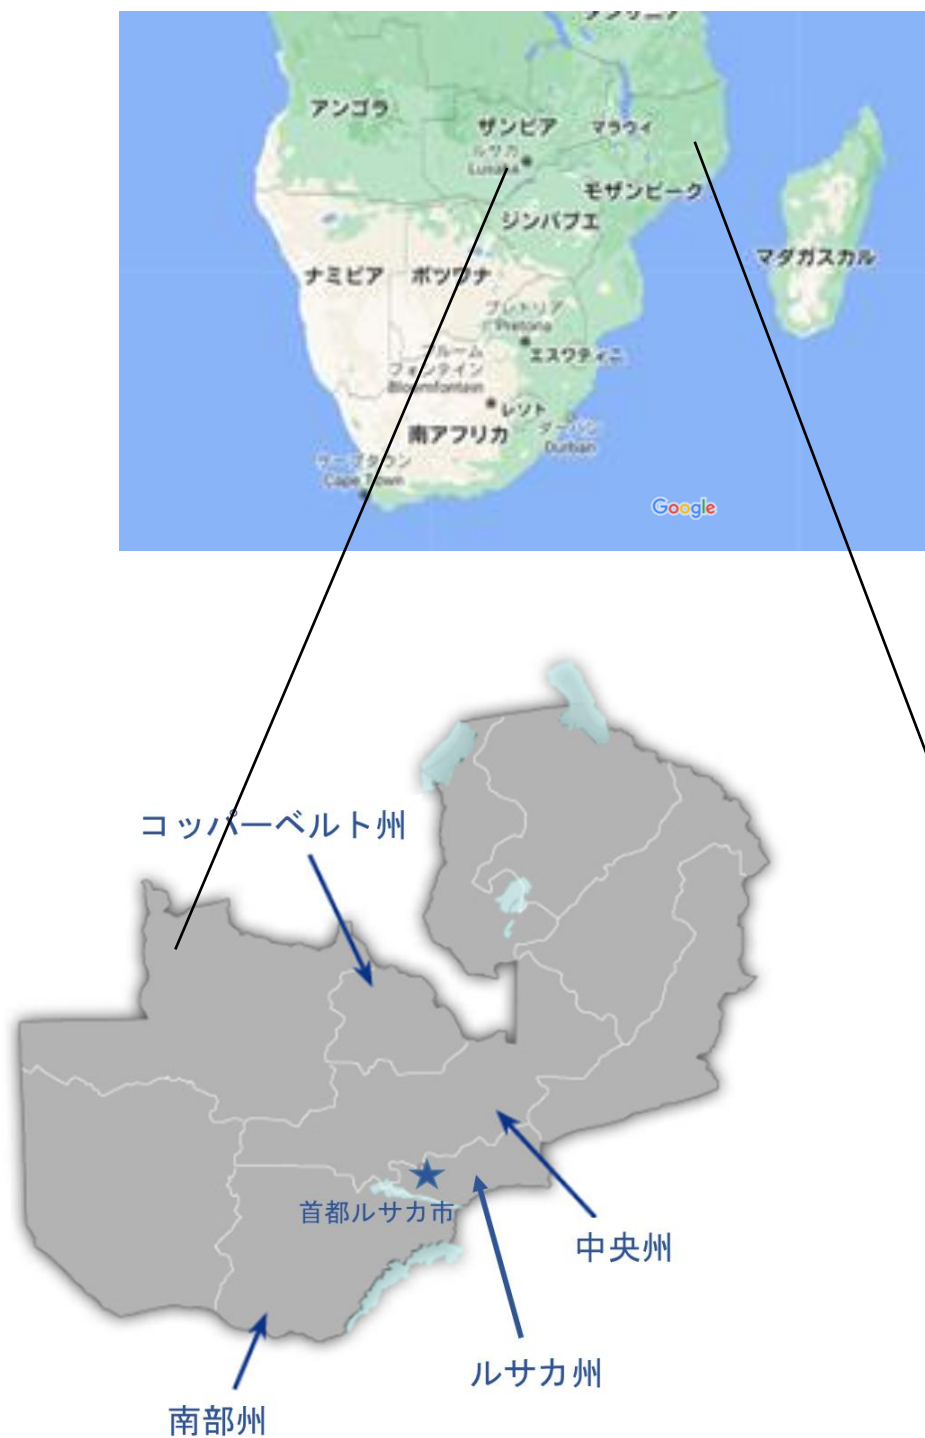 タンザニア
アンゴラ
ザンビア
マラウィ
ルサカ
Lusaka
モザンビーク
ジンバブエ
マダガスカル
ナミビア
ボツワナ
プレトリア
Pretoria
エスワティニ
ブルーム
フォンテイン
Bloemfontein
レソト
南アフリカ
ダーバン
Durban
ケープタウン
Cape Town
Google
コッパーベルト州
首都ルサカ市
中央州
ルサカ州
南部州